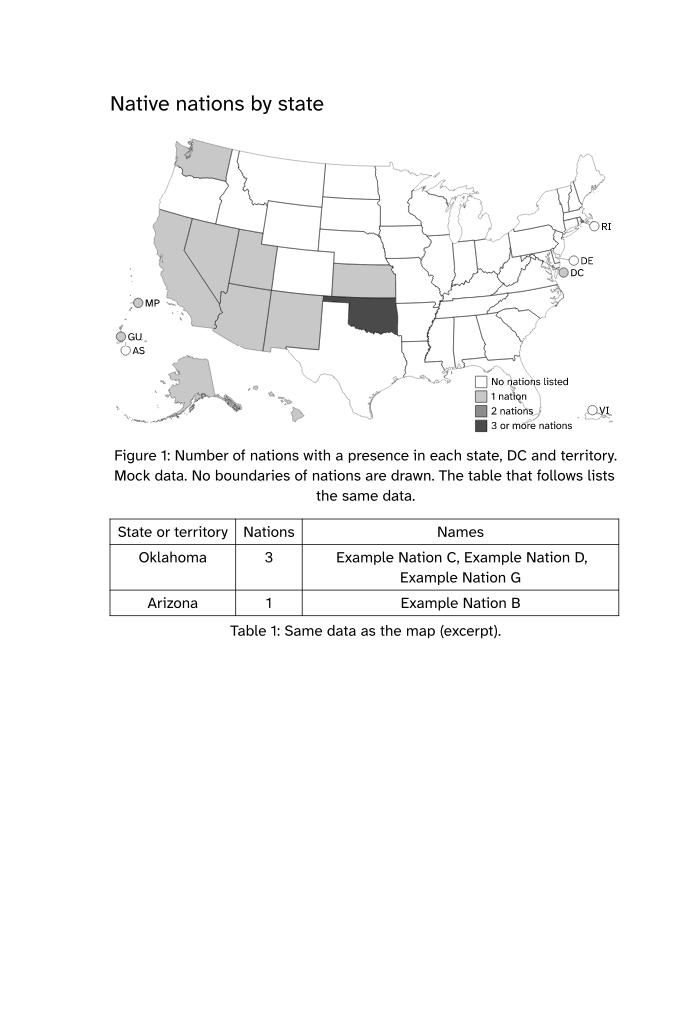 Native nations by state
RI
DE
DC
MP
GU
AS
No nations listed
1 nation
2 nations
3 or more nations
VI
Figure 1: Number of nations with a presence in each state, DC and territory.
Mock data. No boundaries of nations are drawn. The table that follows lists
the same data.
State or territory Nations Names
Oklahoma 3 Example Nation C, Example Nation D,
Example Nation G
Arizona 1 Example Nation B
Table 1: Same data as the map (excerpt).